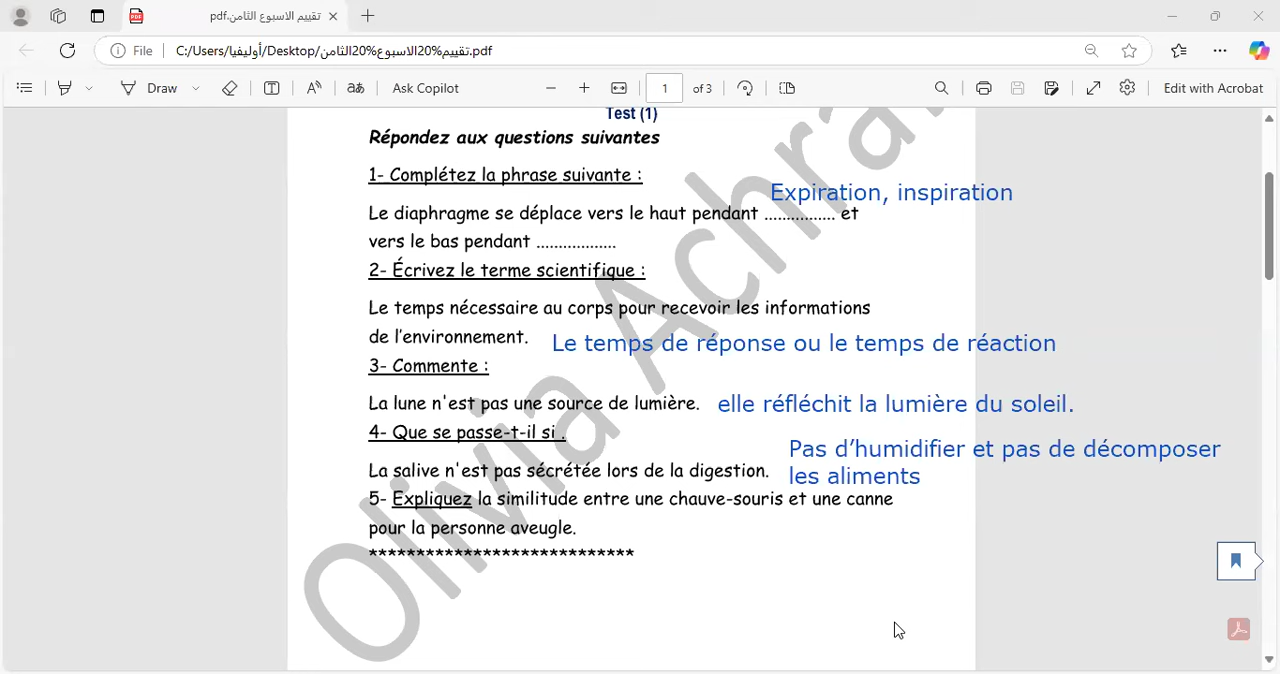 تقييم الاسبوع الثامن.pdf
File
C:/Users/أوليفيا/Desktop/تقييم%20الاسبوع%20الثامن.pdf
Draw
Ask Copilot
1 of 3
Edit with Acrobat
Test (1)
Répondez aux questions suivantes
1- Complétez la phrase suivante :
Expiration, inspiration
Le diaphragme se déplace vers le haut pendant ................ et
vers le bas pendant ..................
2- Écrivez le terme scientifique :
Le temps nécessaire au corps pour recevoir les informations
de l’environnement.
Le temps de réponse ou le temps de réaction
3- Commente :
La lune n'est pas une source de lumière.
elle réfléchit la lumière du soleil.
4- Que se passe-t-il si .
Pas d’humidifier et pas de décomposer
les aliments
La salive n'est pas sécrétée lors de la digestion.
5- Expliquez la similitude entre une chauve-souris et une canne
pour la personne aveugle.
****************************
Olivia Achra